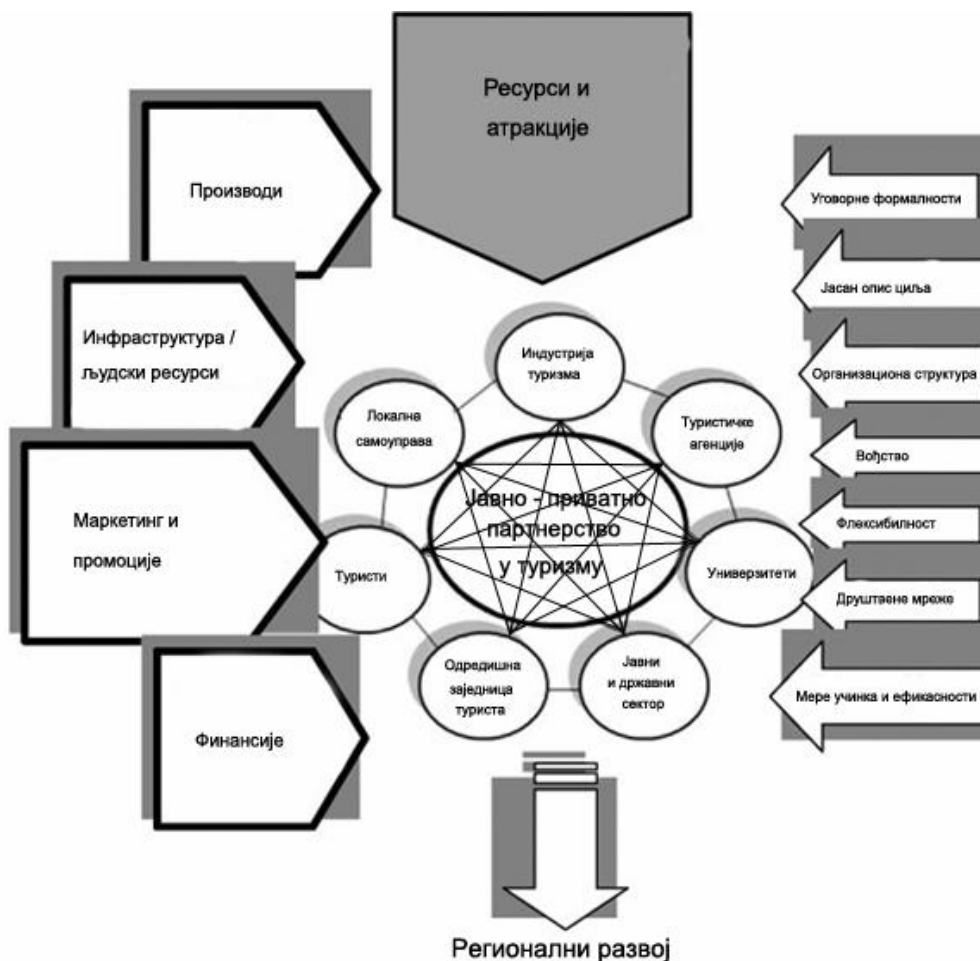 Ресурси и
атракције
Производи
Инфраструктура /
људски ресурси
Маркетинг и
промоције
Финансије
Индустрија
туризма
Туристичке
агенције
Универзитети
Јавни
и државни
сектор
Одредишна
заједница
туриста
Туристи
Локална
самоуправа
Јавно - приватно
партнерство
у туризму
Уговорне формалности
Јасан опис циља
Организациона структура
Вођство
Флексибилност
Друштвене мреже
Мере учинка и ефикасности
Регионални развој